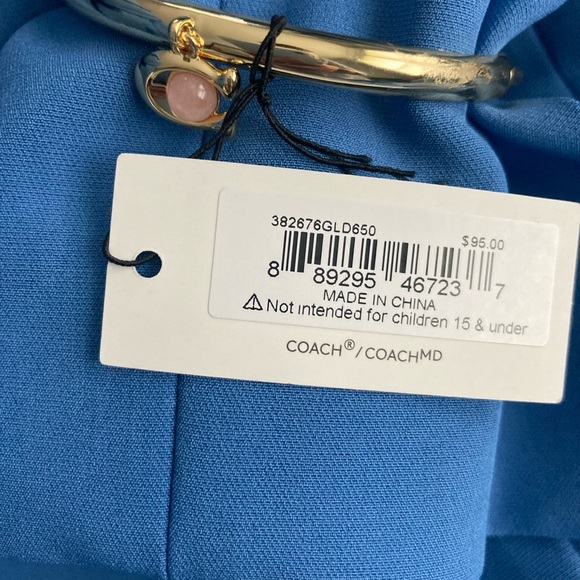 382676GLD650
$95.00
8 89295 46723 7
MADE IN CHINA
⚠ Not intended for children 15 & under
COACH®/COACHMD